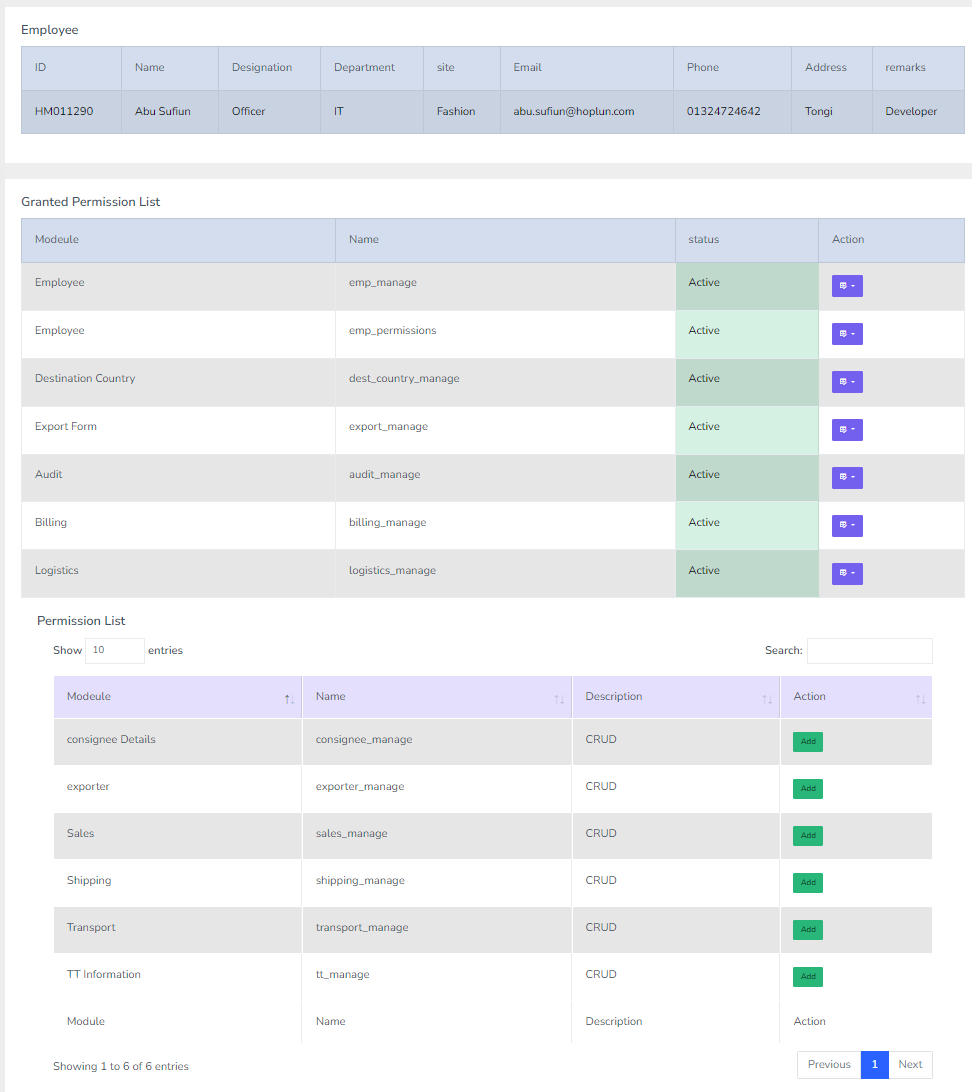 Employee
ID Name Designation Department site Email Phone Address remarks
HM011290 Abu Sufiun Officer IT Fashion abu.sufiun@hoplun.com 01324724642 Tongi Developer
Granted Permission List
Modeule Name status Action
Employee emp_manage Active
Employee emp_permissions Active
Destination Country dest_country_manage Active
Export Form export_manage Active
Audit audit_manage Active
Billing billing_manage Active
Logistics logistics_manage Active
Permission List
Show 10 entries Search:
Modeule Name Description Action
consignee Details consignee_manage CRUD Add
exporter exporter_manage CRUD Add
Sales sales_manage CRUD Add
Shipping shipping_manage CRUD Add
Transport transport_manage CRUD Add
TT Information tt_manage CRUD Add
Module Name Description Action
Showing 1 to 6 of 6 entries Previous 1 Next